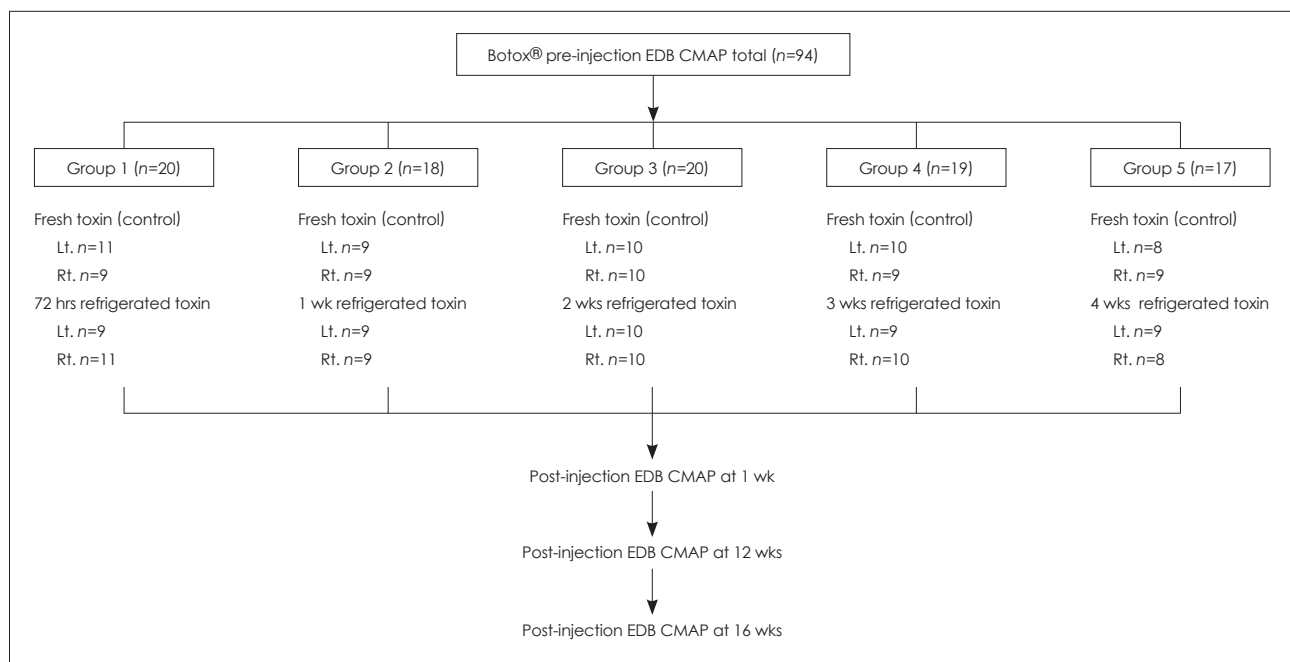 Botox® pre-injection EDB CMAP total (n=94)
Group 1 (n=20)
Group 2 (n=18)
Group 3 (n=20)
Group 4 (n=19)
Group 5 (n=17)
Fresh toxin (control)
Lt. n=11
Rt. n=9
72 hrs refrigerated toxin
Lt. n=9
Rt. n=11
Fresh toxin (control)
Lt. n=9
Rt. n=9
1 wk refrigerated toxin
Lt. n=9
Rt. n=9
Fresh toxin (control)
Lt. n=10
Rt. n=10
2 wks refrigerated toxin
Lt. n=10
Rt. n=10
Fresh toxin (control)
Lt. n=10
Rt. n=9
3 wks refrigerated toxin
Lt. n=9
Rt. n=10
Fresh toxin (control)
Lt. n=8
Rt. n=9
4 wks refrigerated toxin
Lt. n=9
Rt. n=8
Post-injection EDB CMAP at 1 wk
Post-injection EDB CMAP at 12 wks
Post-injection EDB CMAP at 16 wks